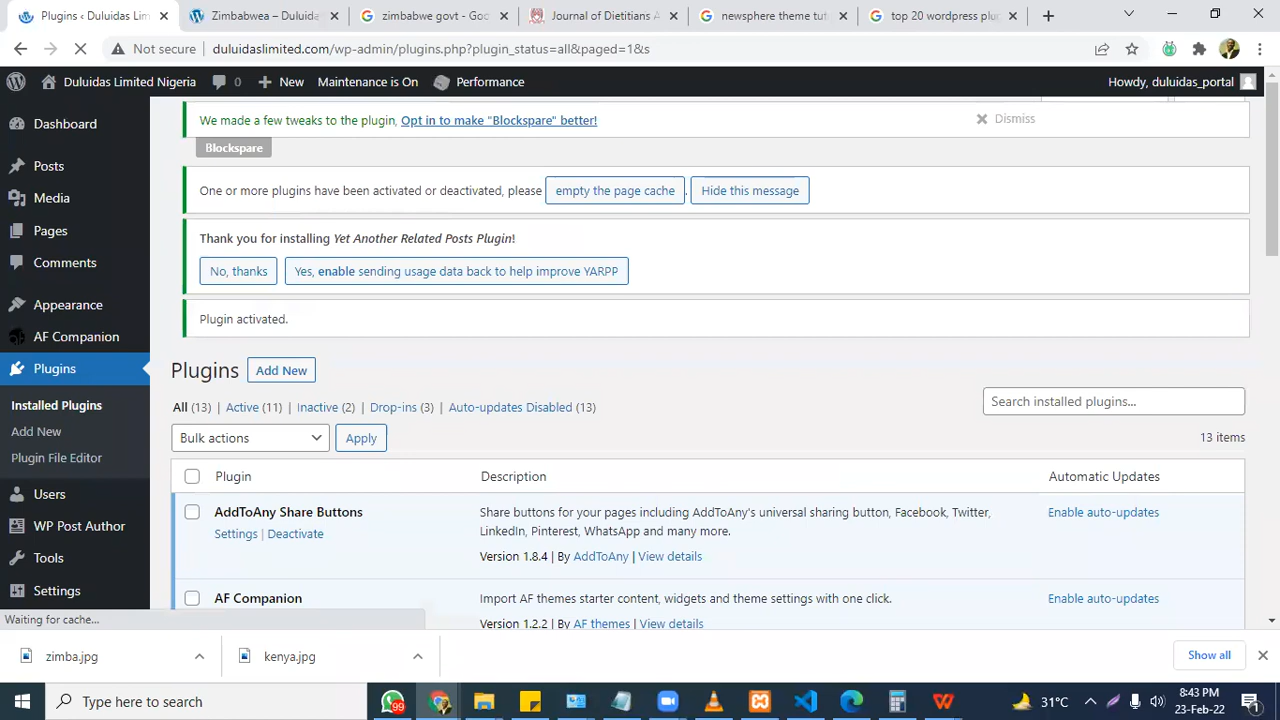 Plugins ‹ Duluidas Lim
Zimbabwea – Duluida
zimbabwe govt - Goo
Journal of Dietitians A
newsphere theme tut
top 20 wordpress plu
Not secure
duluidaslimited.com/wp-admin/plugins.php?plugin_status=all&paged=1&s
Duluidas Limited Nigeria
0
New
Maintenance is On
Performance
Howdy, duluidas_portal
Dashboard
Posts
Media
Pages
Comments
Appearance
AF Companion
Plugins
Installed Plugins
Add New
Plugin File Editor
Users
WP Post Author
Tools
Settings
We made a few tweaks to the plugin, Opt in to make "Blockspare" better!
Dismiss
Blockspare
One or more plugins have been activated or deactivated, please empty the page cache . Hide this message
Thank you for installing Yet Another Related Posts Plugin!
No, thanks
Yes, enable sending usage data back to help improve YARPP
Plugin activated.
Plugins Add New
All (13) | Active (11) | Inactive (2) | Drop-ins (3) | Auto-updates Disabled (13)
Search installed plugins...
Bulk actions
Apply
13 items
Plugin
Description
Automatic Updates
AddToAny Share Buttons
Settings | Deactivate
Share buttons for your pages including AddToAny's universal sharing button, Facebook, Twitter,
LinkedIn, Pinterest, WhatsApp and many more.
Version 1.8.4 | By AddToAny | View details
Enable auto-updates
AF Companion
Import AF themes starter content, widgets and theme settings with one click.
Version 1.2.2 | By AF themes | View details
Enable auto-updates
Waiting for cache...
zimba.jpg
kenya.jpg
Show all
Type here to search
99
31°C
8:43 PM
23-Feb-22
1